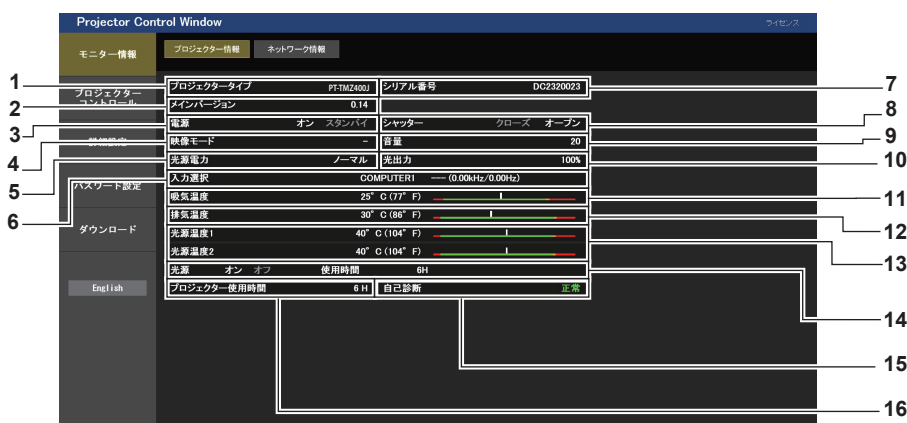 Projector Control Window
ライセンス
モニター情報
プロジェクター情報
ネットワーク情報
プロジェクター
コントロール
詳細設定
パスワード設定
ダウンロード
English
プロジェクタータイプ PT-TMZ400J シリアル番号 DC2320023
メインバージョン 0.14
電源 オン スタンバイ シャッター クローズ オープン
映像モード – 音量 20
光源電力 ノーマル 光出力 100%
入力選択 COMPUTER1 ––– (0.00kHz/0.00Hz)
吸気温度 25° C (77° F)
排気温度 30° C (86° F)
光源温度1 40° C (104° F)
光源温度2 40° C (104° F)
光源 オン オフ 使用時間 6H
プロジェクター使用時間 6 H 自己診断 正常
1
2
3
4
5
6
7
8
9
10
11
12
13
14
15
16